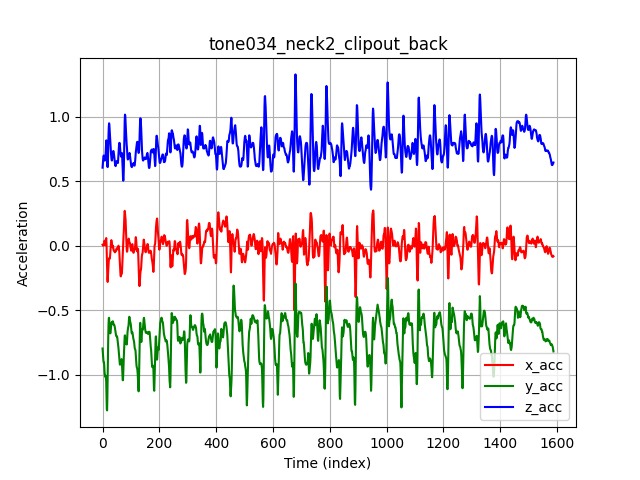 tone034_neck2_clipout_back
Acceleration
1.0
0.5
0.0
−0.5
−1.0
0 200 400 600 800 1000 1200 1400 1600
Time (index)
x_acc
y_acc
z_acc